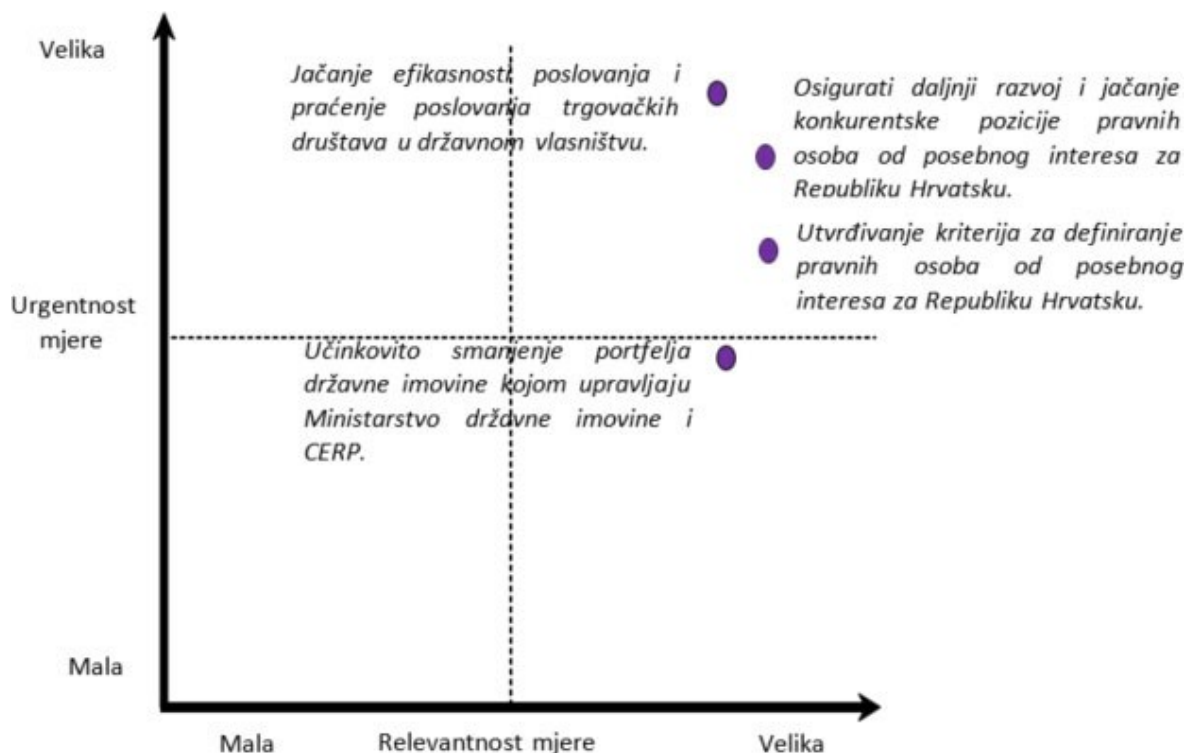 Velika
Jačanje efikasnosti poslovanja i
praćenje poslovanja trgovačkih
društava u državnom vlasništvu.
Osigurati daljnji razvoj i jačanje
konkurentske pozicije pravnih
osoba od posebnog interesa za
Republiku Hrvatsku.
Utvrđivanje kriterija za definiranje
pravnih osoba od posebnog
interesa za Republiku Hrvatsku.
Urgentnost
mjere
Učinkovito smanjenje portfelja
državne imovine kojom upravljaju
Ministarstvo državne imovine i
CERP.
Mala
Mala Relevantnost mjere Velika